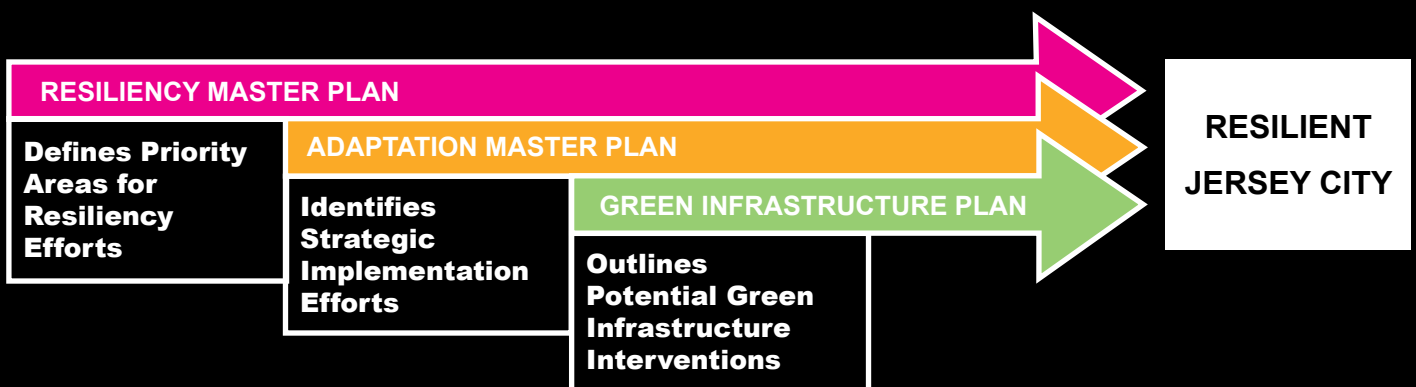 RESILIENCY MASTER PLAN
Defines Priority
Areas for
Resiliency
Efforts
ADAPTATION MASTER PLAN
Identifies
Strategic
Implementation
Efforts
GREEN INFRASTRUCTURE PLAN
Outlines
Potential Green
Infrastructure
Interventions
RESILIENT
JERSEY CITY